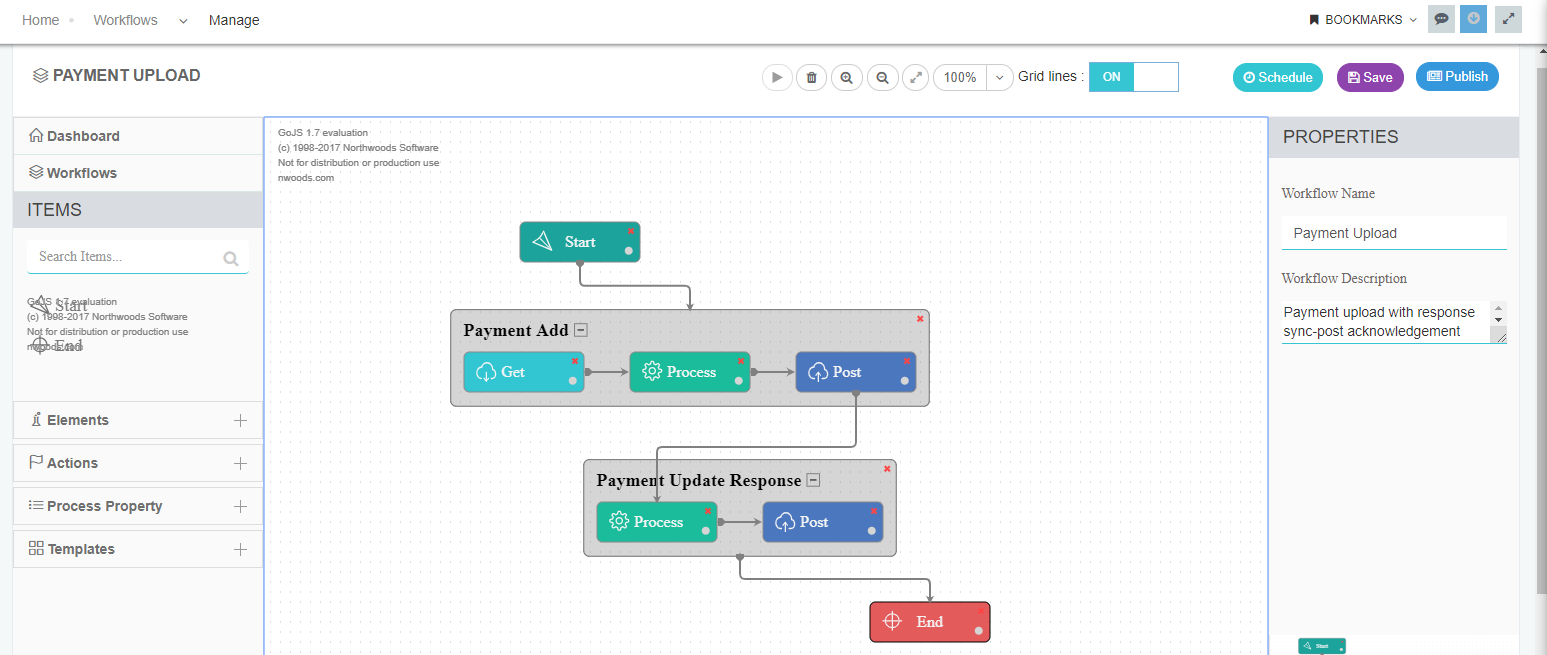 Home Workflows Manage
BOOKMARKS
PAYMENT UPLOAD
100% Grid lines : ON
Schedule Save Publish
Dashboard
Workflows
ITEMS
Search Items...
Start
GoJS 1.7 evaluation
(c) 1998-2017 Northwoods Software
Not for distribution or production use
nwoods.com
End
Elements
Actions
Process Property
Templates
GoJS 1.7 evaluation
(c) 1998-2017 Northwoods Software
Not for distribution or production use
nwoods.com
Start
Payment Add
Get Process Post
Payment Update Response
Process Post
End
PROPERTIES
Workflow Name
Payment Upload
Workflow Description
Payment upload with response
sync-post acknowledgement
Start